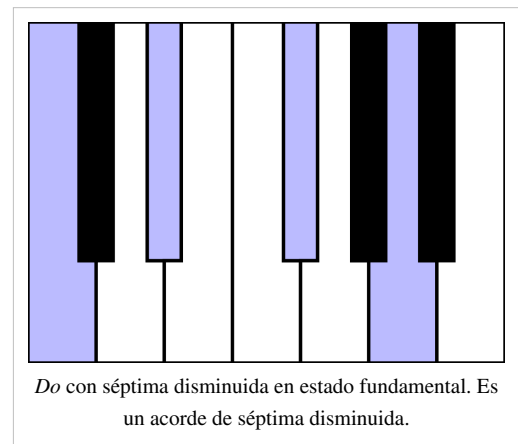 Do con séptima disminuida en estado fundamental. Es
un acorde de séptima disminuida.